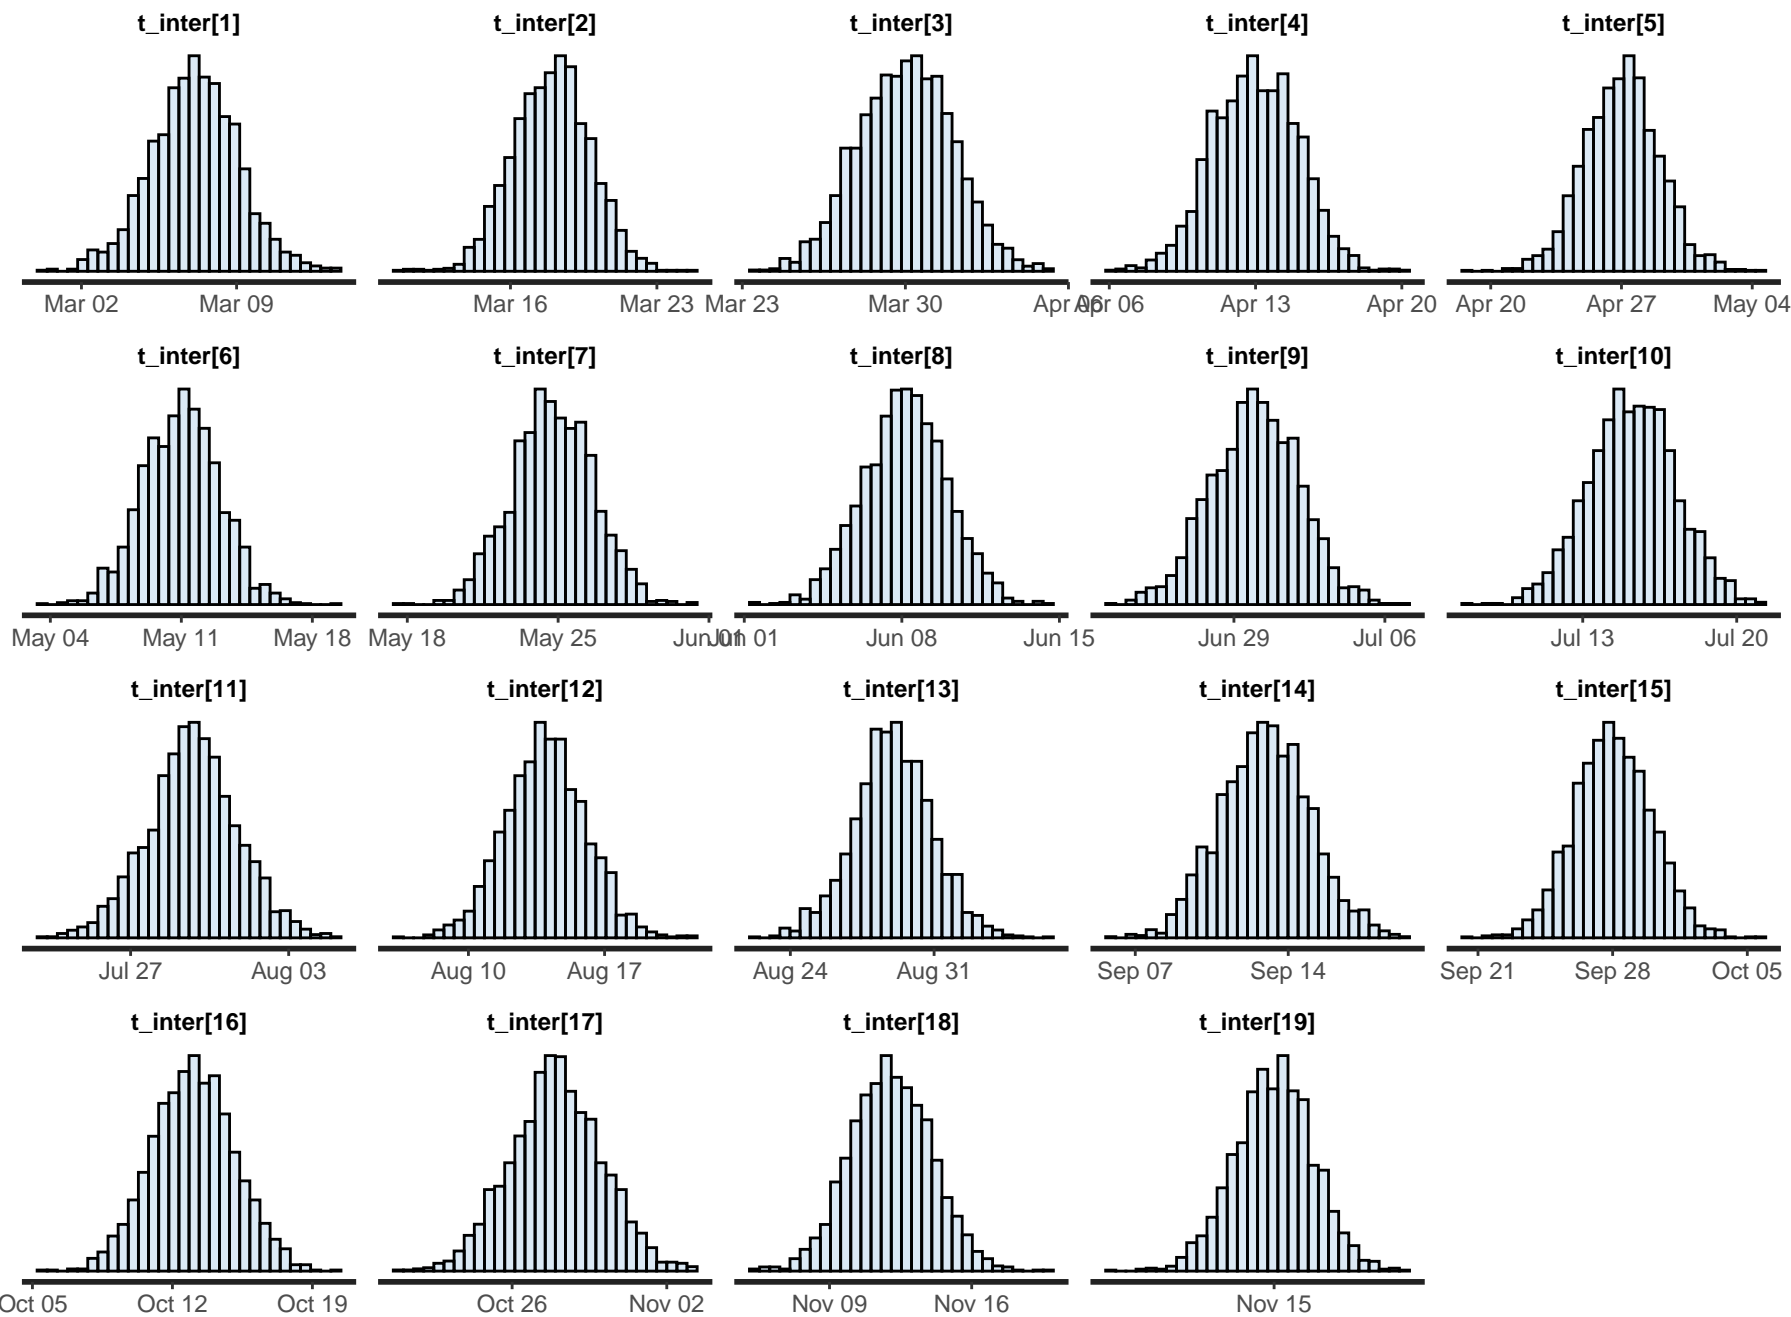 t_inter[1] t_inter[2] t_inter[3] t_inter[4] t_inter[5]
Mar 02 Mar 09 Mar 16 Mar 23 Mar 23 Mar 30 Apr 06 Apr 06 Apr 13 Apr 20 Apr 20 Apr 27 May 04
t_inter[6] t_inter[7] t_inter[8] t_inter[9] t_inter[10]
May 04 May 11 May 18 May 18 May 25 Jun 01 Jun 01 Jun 08 Jun 15 Jun 29 Jul 06 Jul 13 Jul 20
t_inter[11] t_inter[12] t_inter[13] t_inter[14] t_inter[15]
Jul 27 Aug 03 Aug 10 Aug 17 Aug 24 Aug 31 Sep 07 Sep 14 Sep 21 Sep 28 Oct 05
t_inter[16] t_inter[17] t_inter[18] t_inter[19]
Oct 05 Oct 12 Oct 19 Oct 26 Nov 02 Nov 09 Nov 16 Nov 15